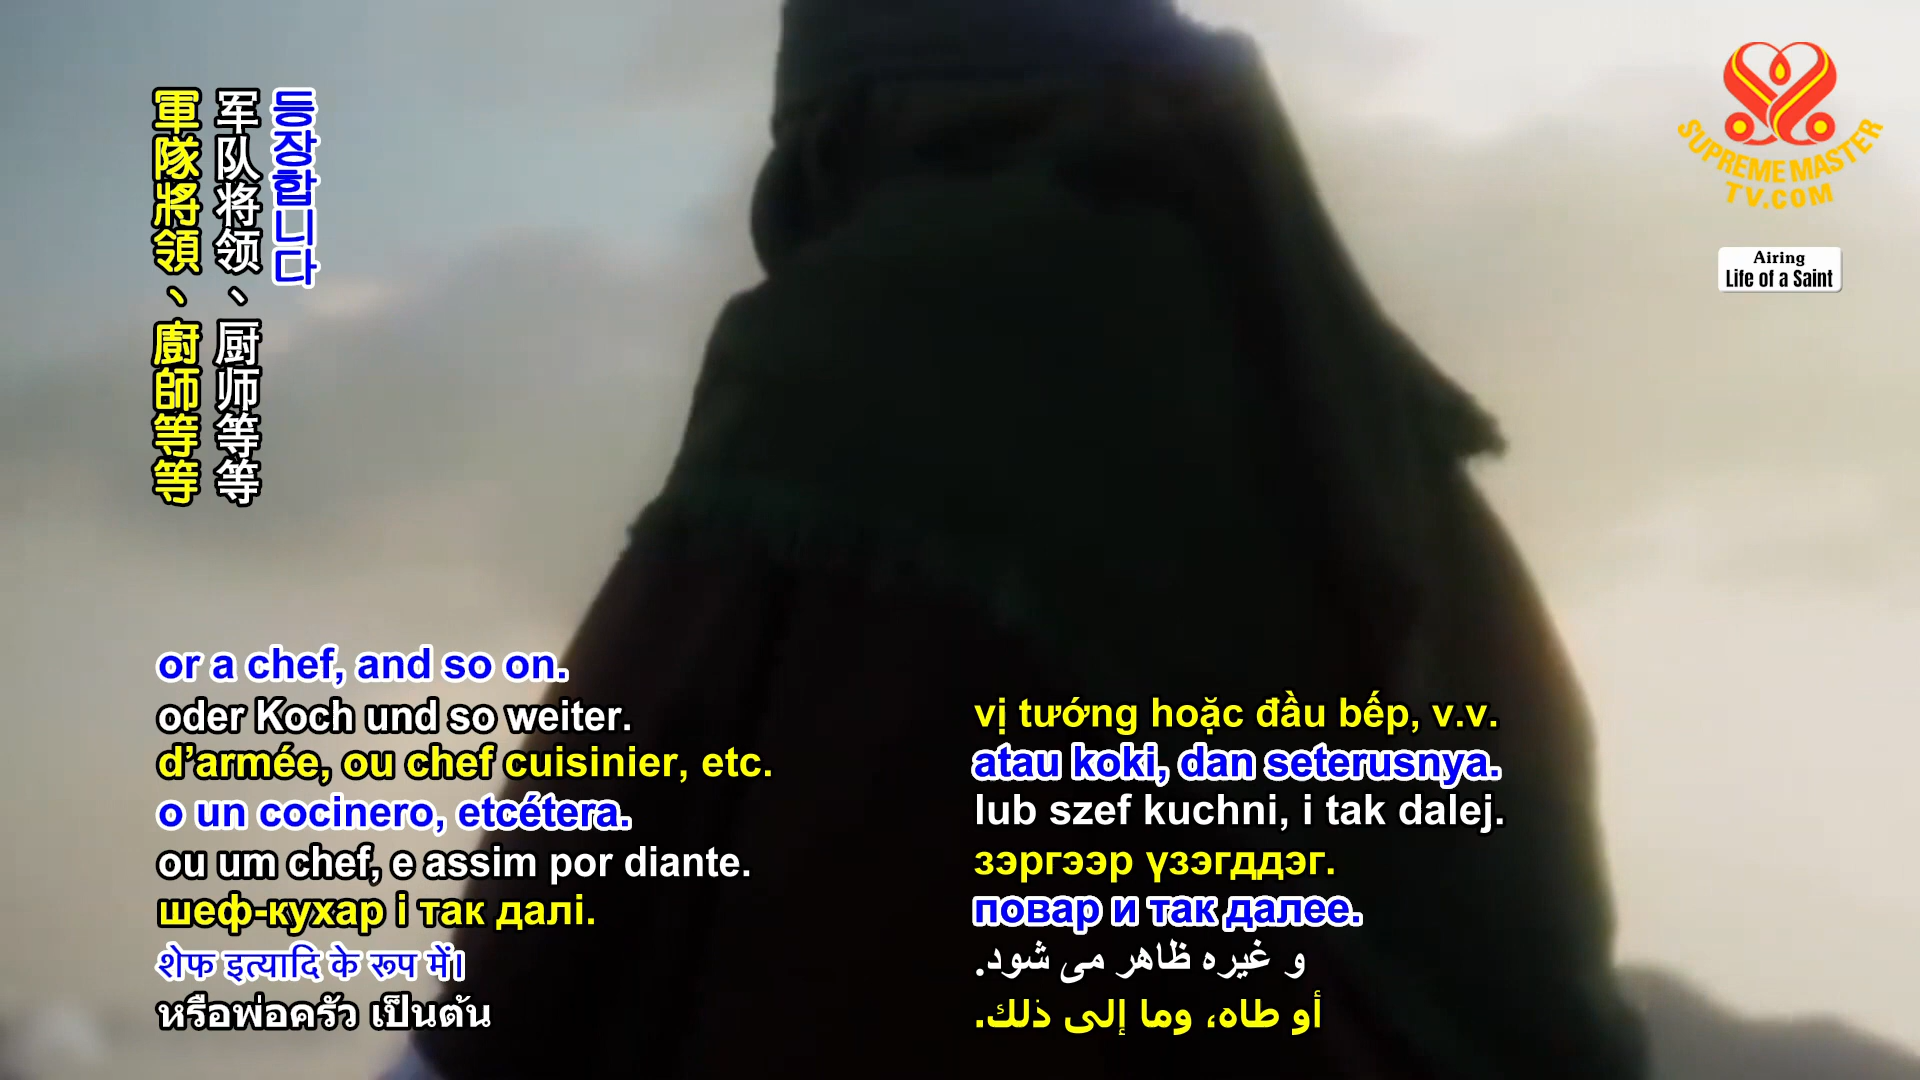 등장합니다
军队将领、厨师等等
軍隊將領、廚師等等
SUPREME MASTER
TV.COM
Airing
Life of a Saint
or a chef, and so on.
oder Koch und so weiter.
d’armée, ou chef cuisinier, etc.
o un cocinero, etcétera.
ou um chef, e assim por diante.
шеф-кухар і так далі.
शेफ इत्यादि के रूप में।
หรือพ่อครัว เป็นต้น
vị tướng hoặc đầu bếp, v.v.
atau koki, dan seterusnya.
lub szef kuchni, i tak dalej.
зэргээр үзэгддэг.
повар и так далее.
و غیره ظاهر می شود.
أو طاه، وما إلى ذلك.